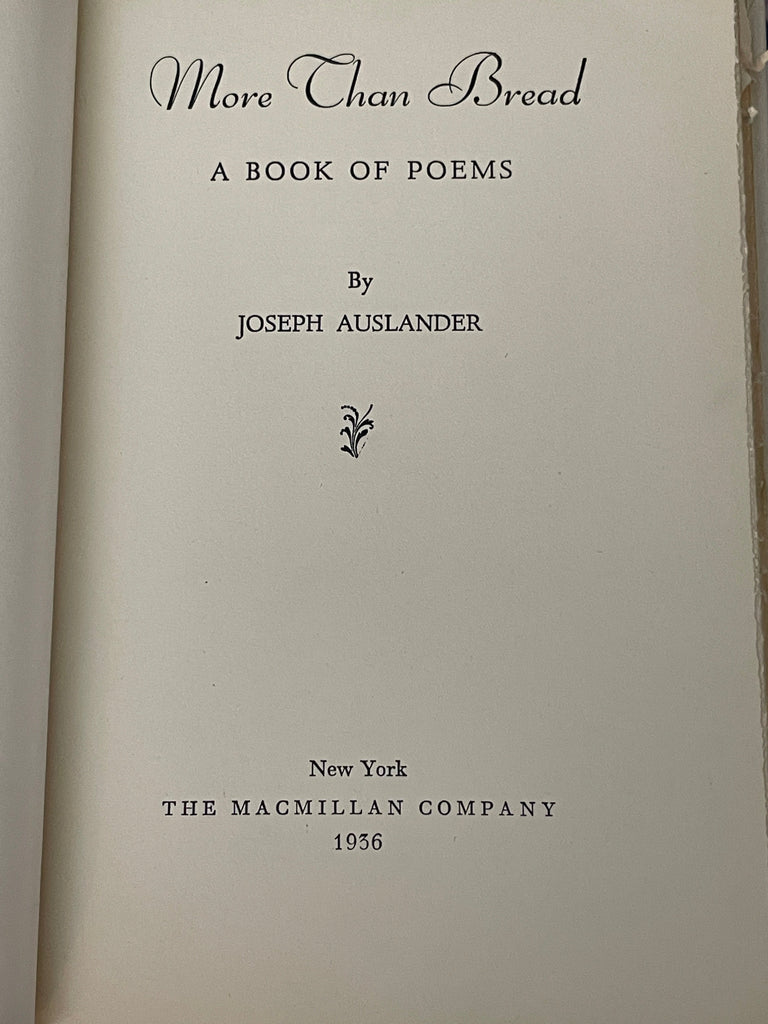 More Than Bread
A BOOK OF POEMS
By
JOSEPH AUSLANDER
New York
THE MACMILLAN COMPANY
1936